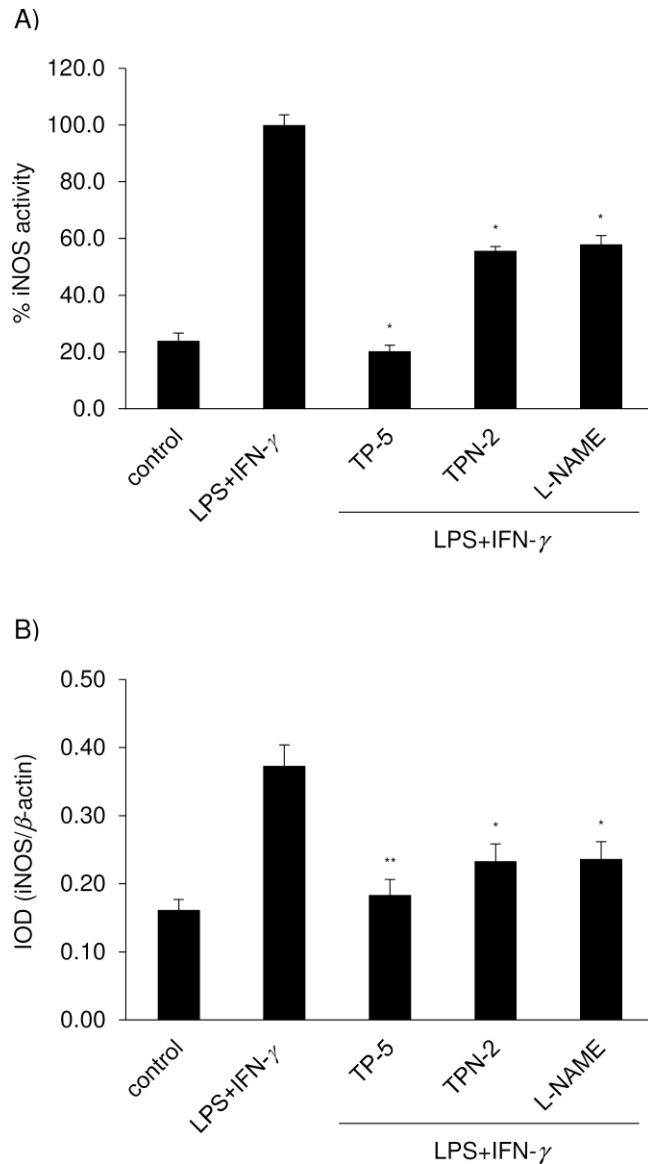 A)
% iNOS activity
120.0
100.0
80.0
60.0
40.0
20.0
0.0
*
*
*
control
LPS+IFN-γ
TP-5
TPN-2
L-NAME
LPS+IFN-γ
B)
IOD (iNOS/β-actin)
0.50
0.40
0.30
0.20
0.10
0.00
**
*
*
control
LPS+IFN-γ
TP-5
TPN-2
L-NAME
LPS+IFN-γ